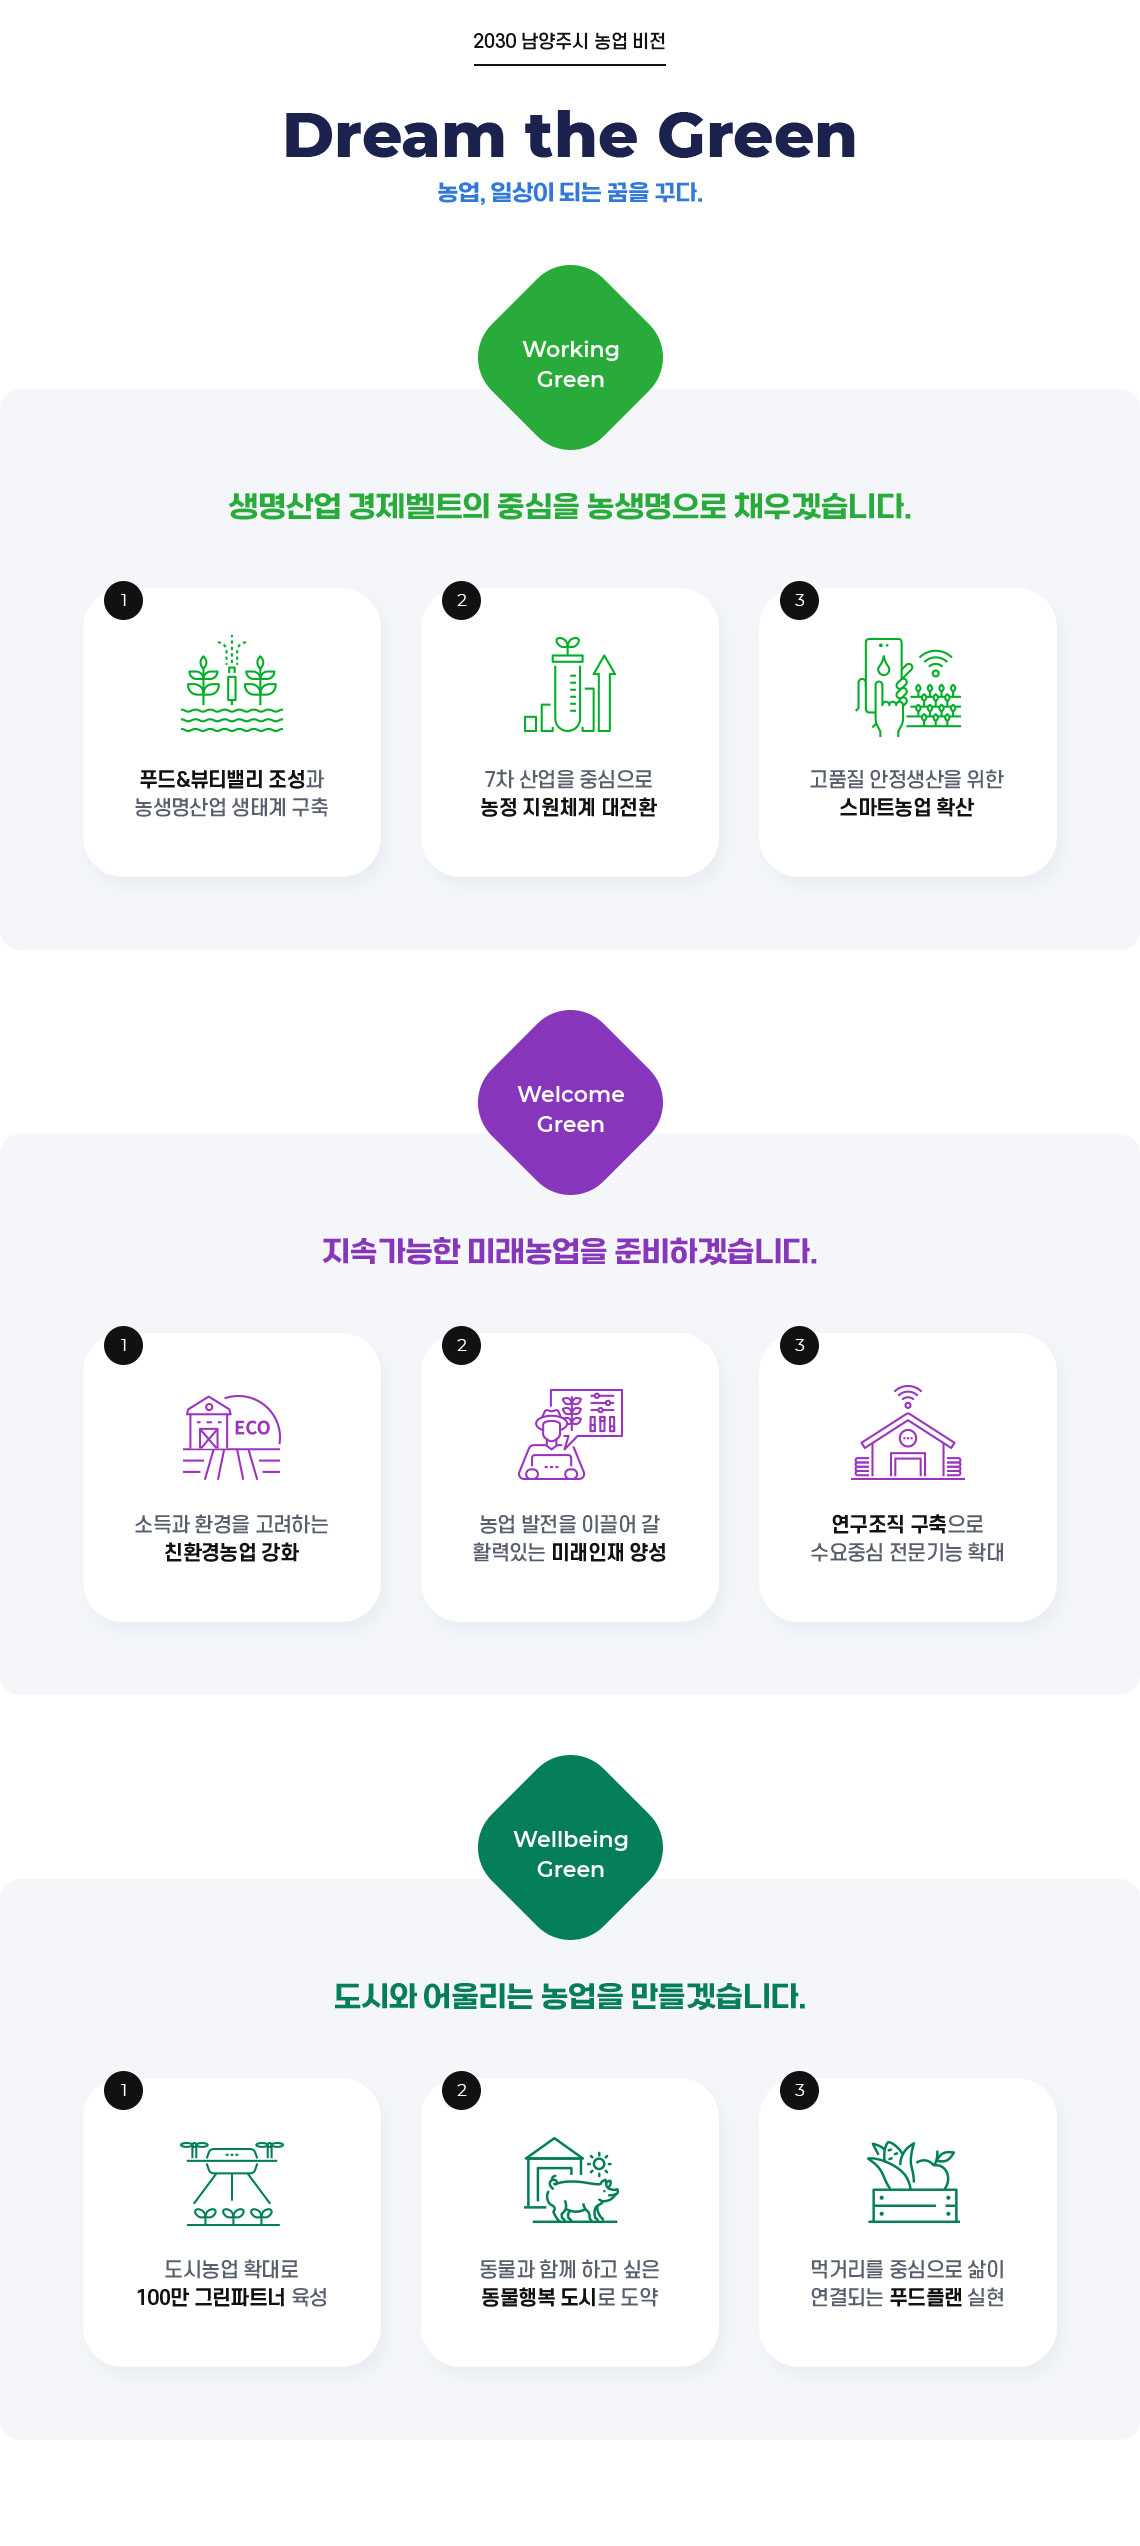 2030 남양주시 농업 비전
Dream the Green
농업, 일상이 되는 꿈을 꾸다.
Working
Green
생명산업 경제벨트의 중심을 농생명으로 채우겠습니다.
1
푸드&뷰티밸리 조성과
농생명산업 생태계 구축
2
7차 산업을 중심으로
농정 지원체계 대전환
3
고품질 안정생산을 위한
스마트농업 확산
Welcome
Green
지속가능한 미래농업을 준비하겠습니다.
1
ECO
소득과 환경을 고려하는
친환경농업 강화
2
농업 발전을 이끌어 갈
활력있는 미래인재 양성
3
연구조직 구축으로
수요중심 전문기능 확대
Wellbeing
Green
도시와 어울리는 농업을 만들겠습니다.
1
도시농업 확대로
100만 그린파트너 육성
2
동물과 함께 하고 싶은
동물행복 도시로 도약
3
먹거리를 중심으로 삶이
연결되는 푸드플랜 실현